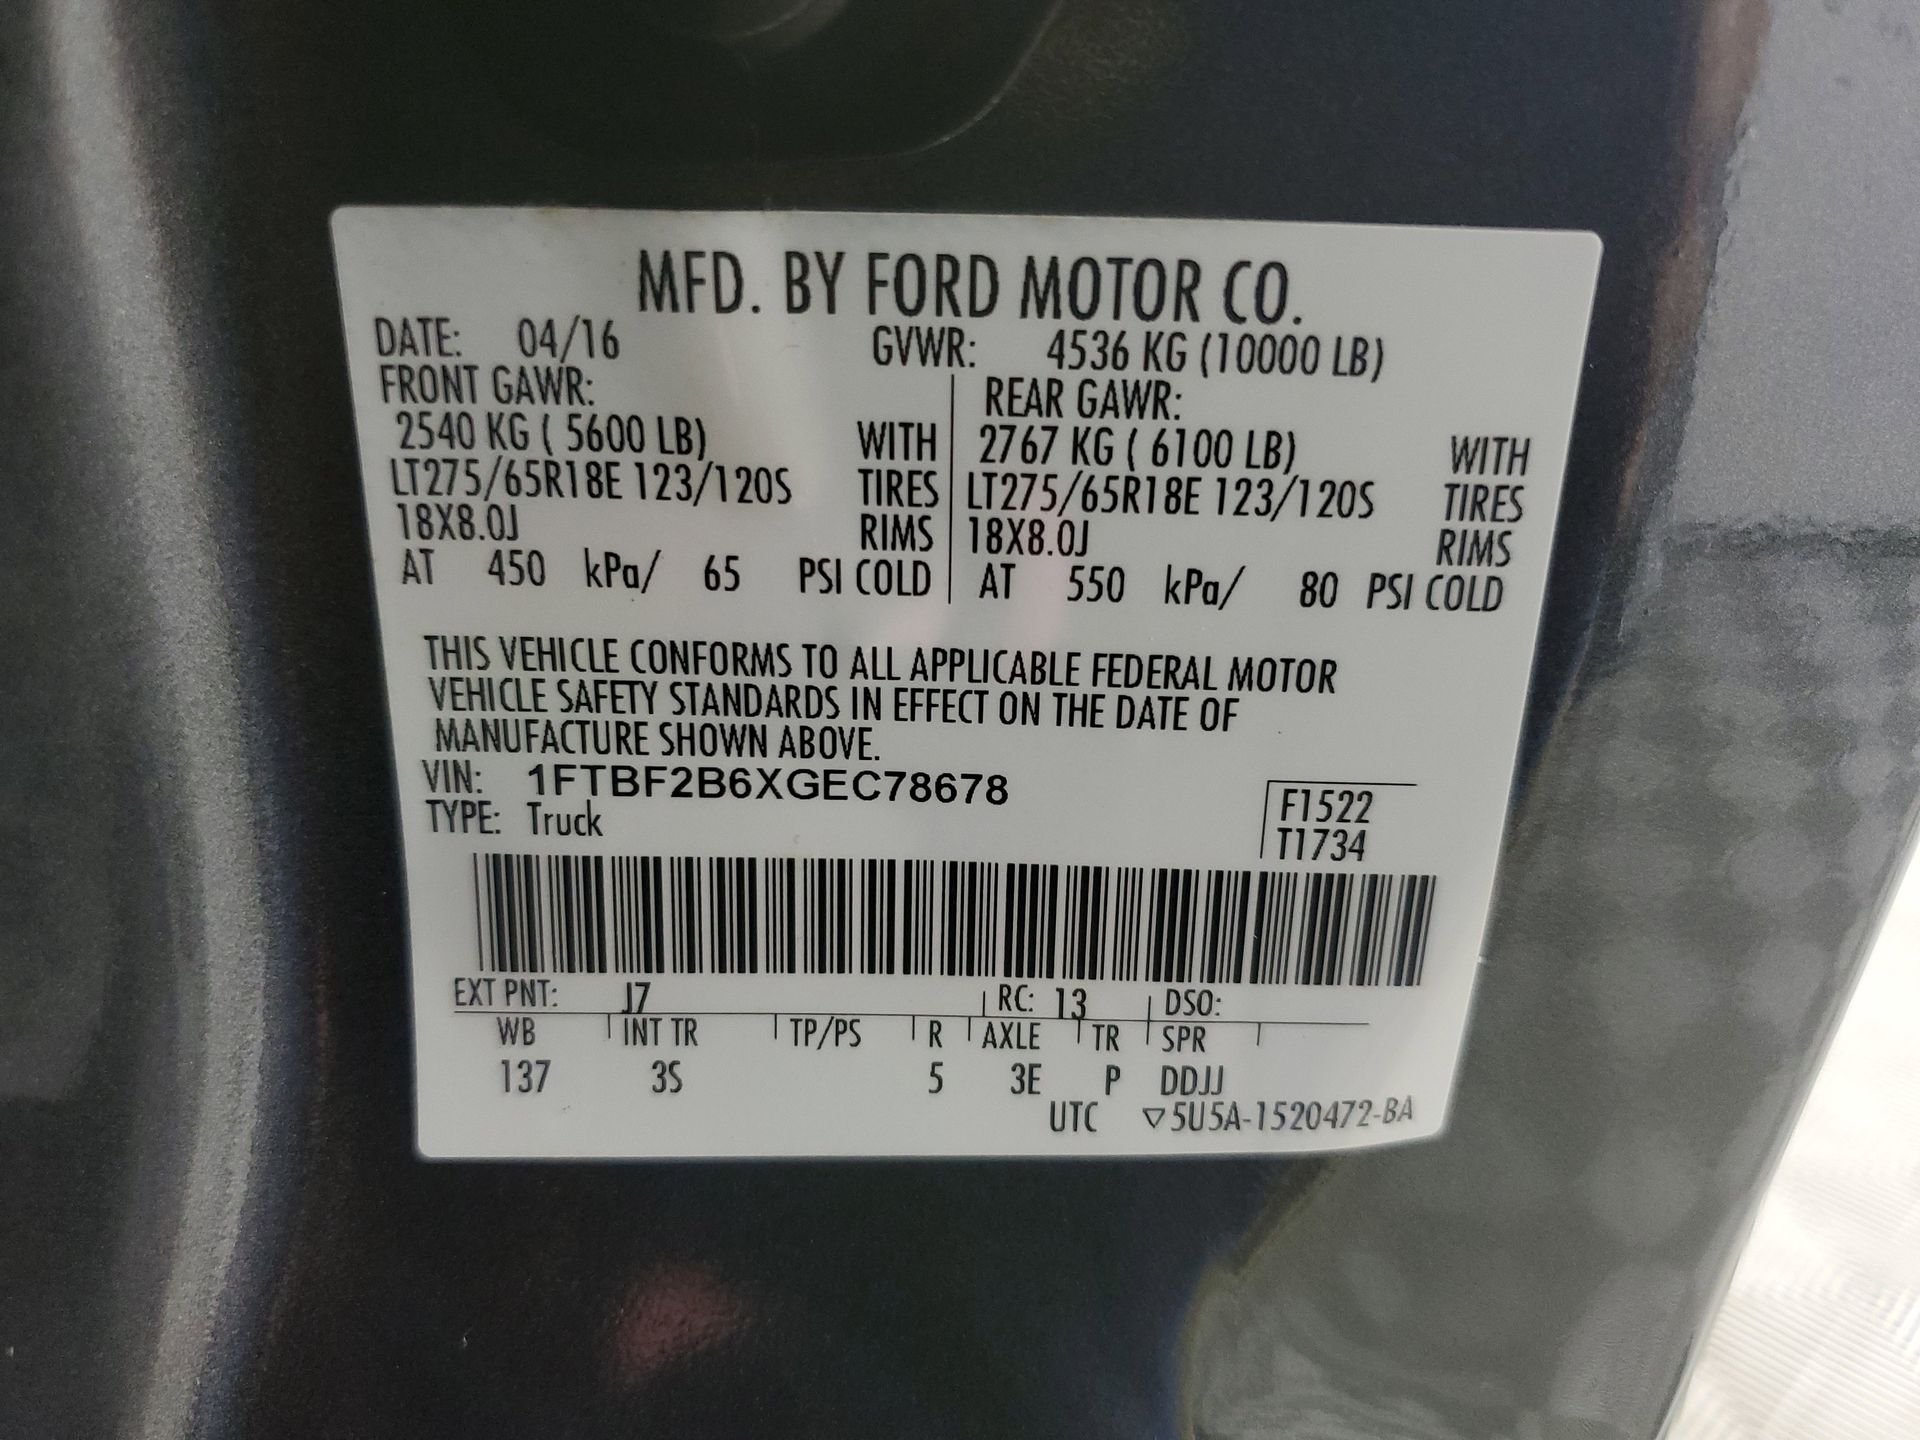 MFD. BY FORD MOTOR CO.
DATE: 04/16 GVWR: 4536 KG (10000 LB)
FRONT GAWR: REAR GAWR:
2540 KG ( 5600 LB) WITH 2767 KG ( 6100 LB) WITH
LT275/65R18E 123/120S TIRES LT275/65R18E 123/120S TIRES
18X8.0J RIMS 18X8.0J RIMS
AT 450 kPa/ 65 PSI COLD AT 550 kPa/ 80 PSI COLD
THIS VEHICLE CONFORMS TO ALL APPLICABLE FEDERAL MOTOR
VEHICLE SAFETY STANDARDS IN EFFECT ON THE DATE OF
MANUFACTURE SHOWN ABOVE.
VIN: 1FTBF2B6XGEC78678
F1522
TYPE: Truck
T1734
EXT PNT: J7 RC: 13 DSO:
WB INT TR TP/PS R AXLE TR SPR
137 3S 5 3E P DDJJ
UTC ▽5U5A-1520472-BA